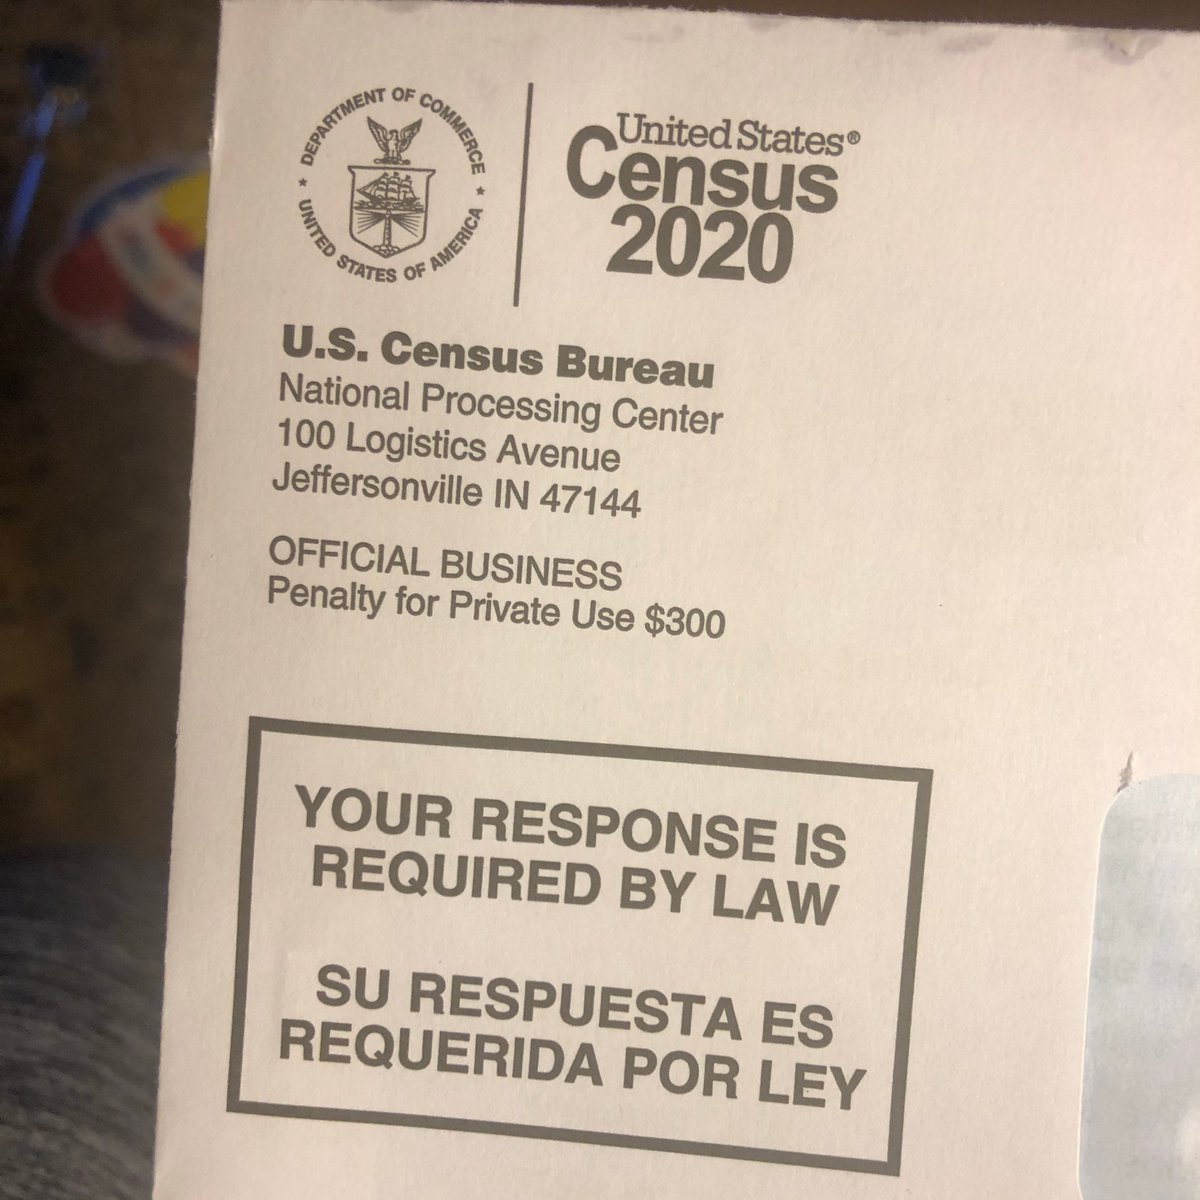 DEPARTMENT OF COMMERCE
UNITED STATES OF AMERICA
United States®
Census
2020
U.S. Census Bureau
National Processing Center
100 Logistics Avenue
Jeffersonville IN 47144
OFFICIAL BUSINESS
Penalty for Private Use $300
YOUR RESPONSE IS
REQUIRED BY LAW
SU RESPUESTA ES
REQUERIDA POR LEY